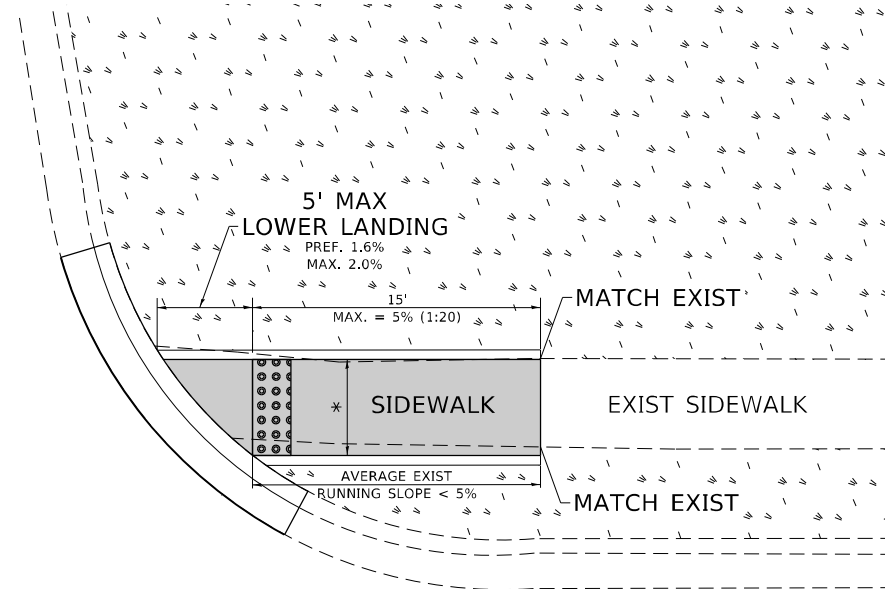 5' MAX
LOWER LANDING
PREF. 1.6%
MAX. 2.0%
15'
MAX. = 5% (1:20)
MATCH EXIST
*
SIDEWALK
EXIST SIDEWALK
AVERAGE EXIST
RUNNING SLOPE < 5%
MATCH EXIST